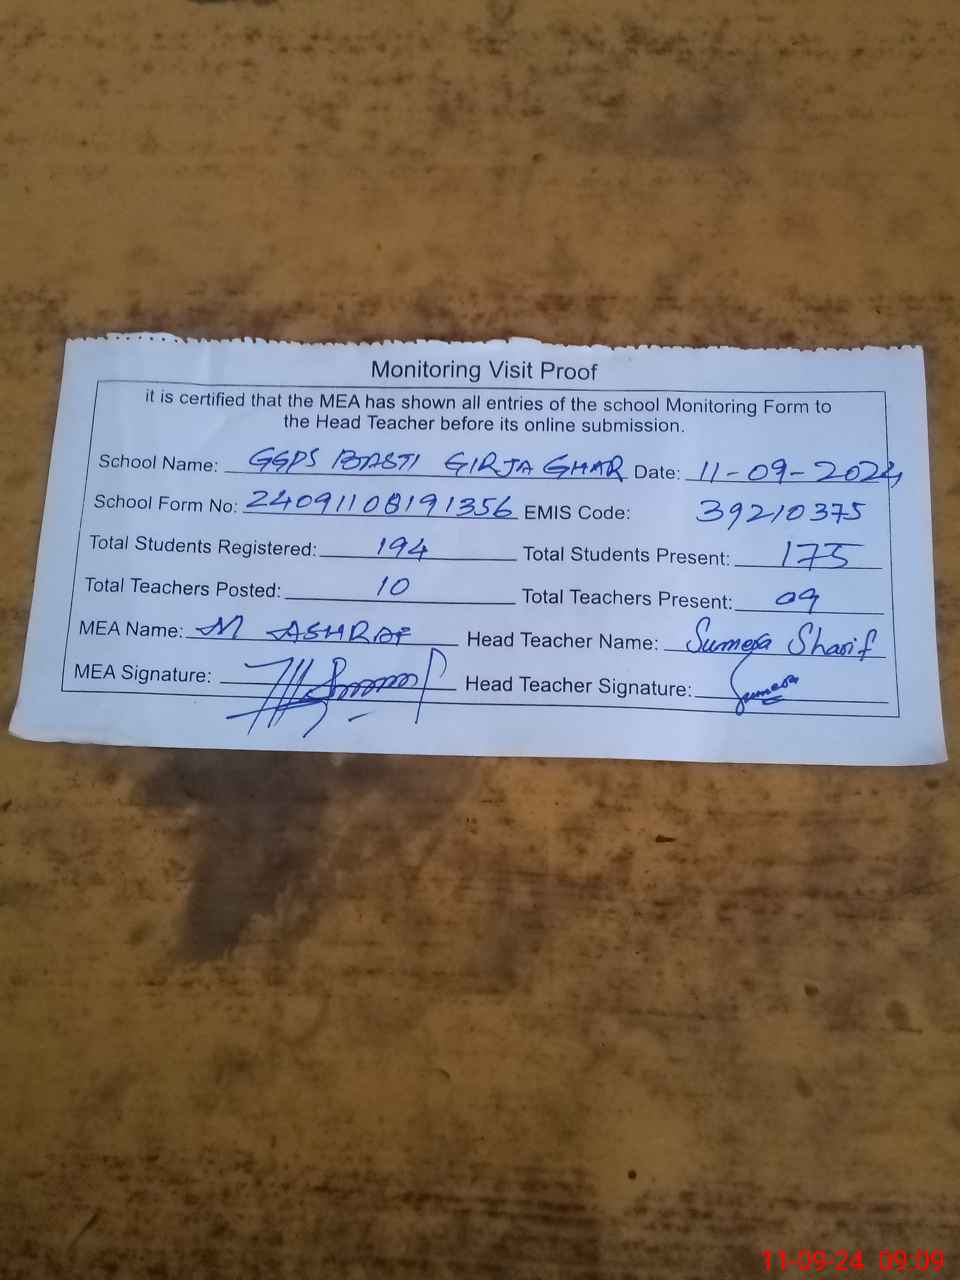 Monitoring Visit Proof
it is certified that the MEA has shown all entries of the school Monitoring Form to
the Head Teacher before its online submission.
School Name: GGPS BASTI GIRJA GHAR Date: 11-09-2024
School Form No: 24091108191356 EMIS Code: 39210375
Total Students Registered: 194 Total Students Present: 175
Total Teachers Posted: 10 Total Teachers Present: 09
MEA Name: M ASHRAF Head Teacher Name: Sumera Sharif
MEA Signature: Head Teacher Signature: Sumera
11-09-24 09:09